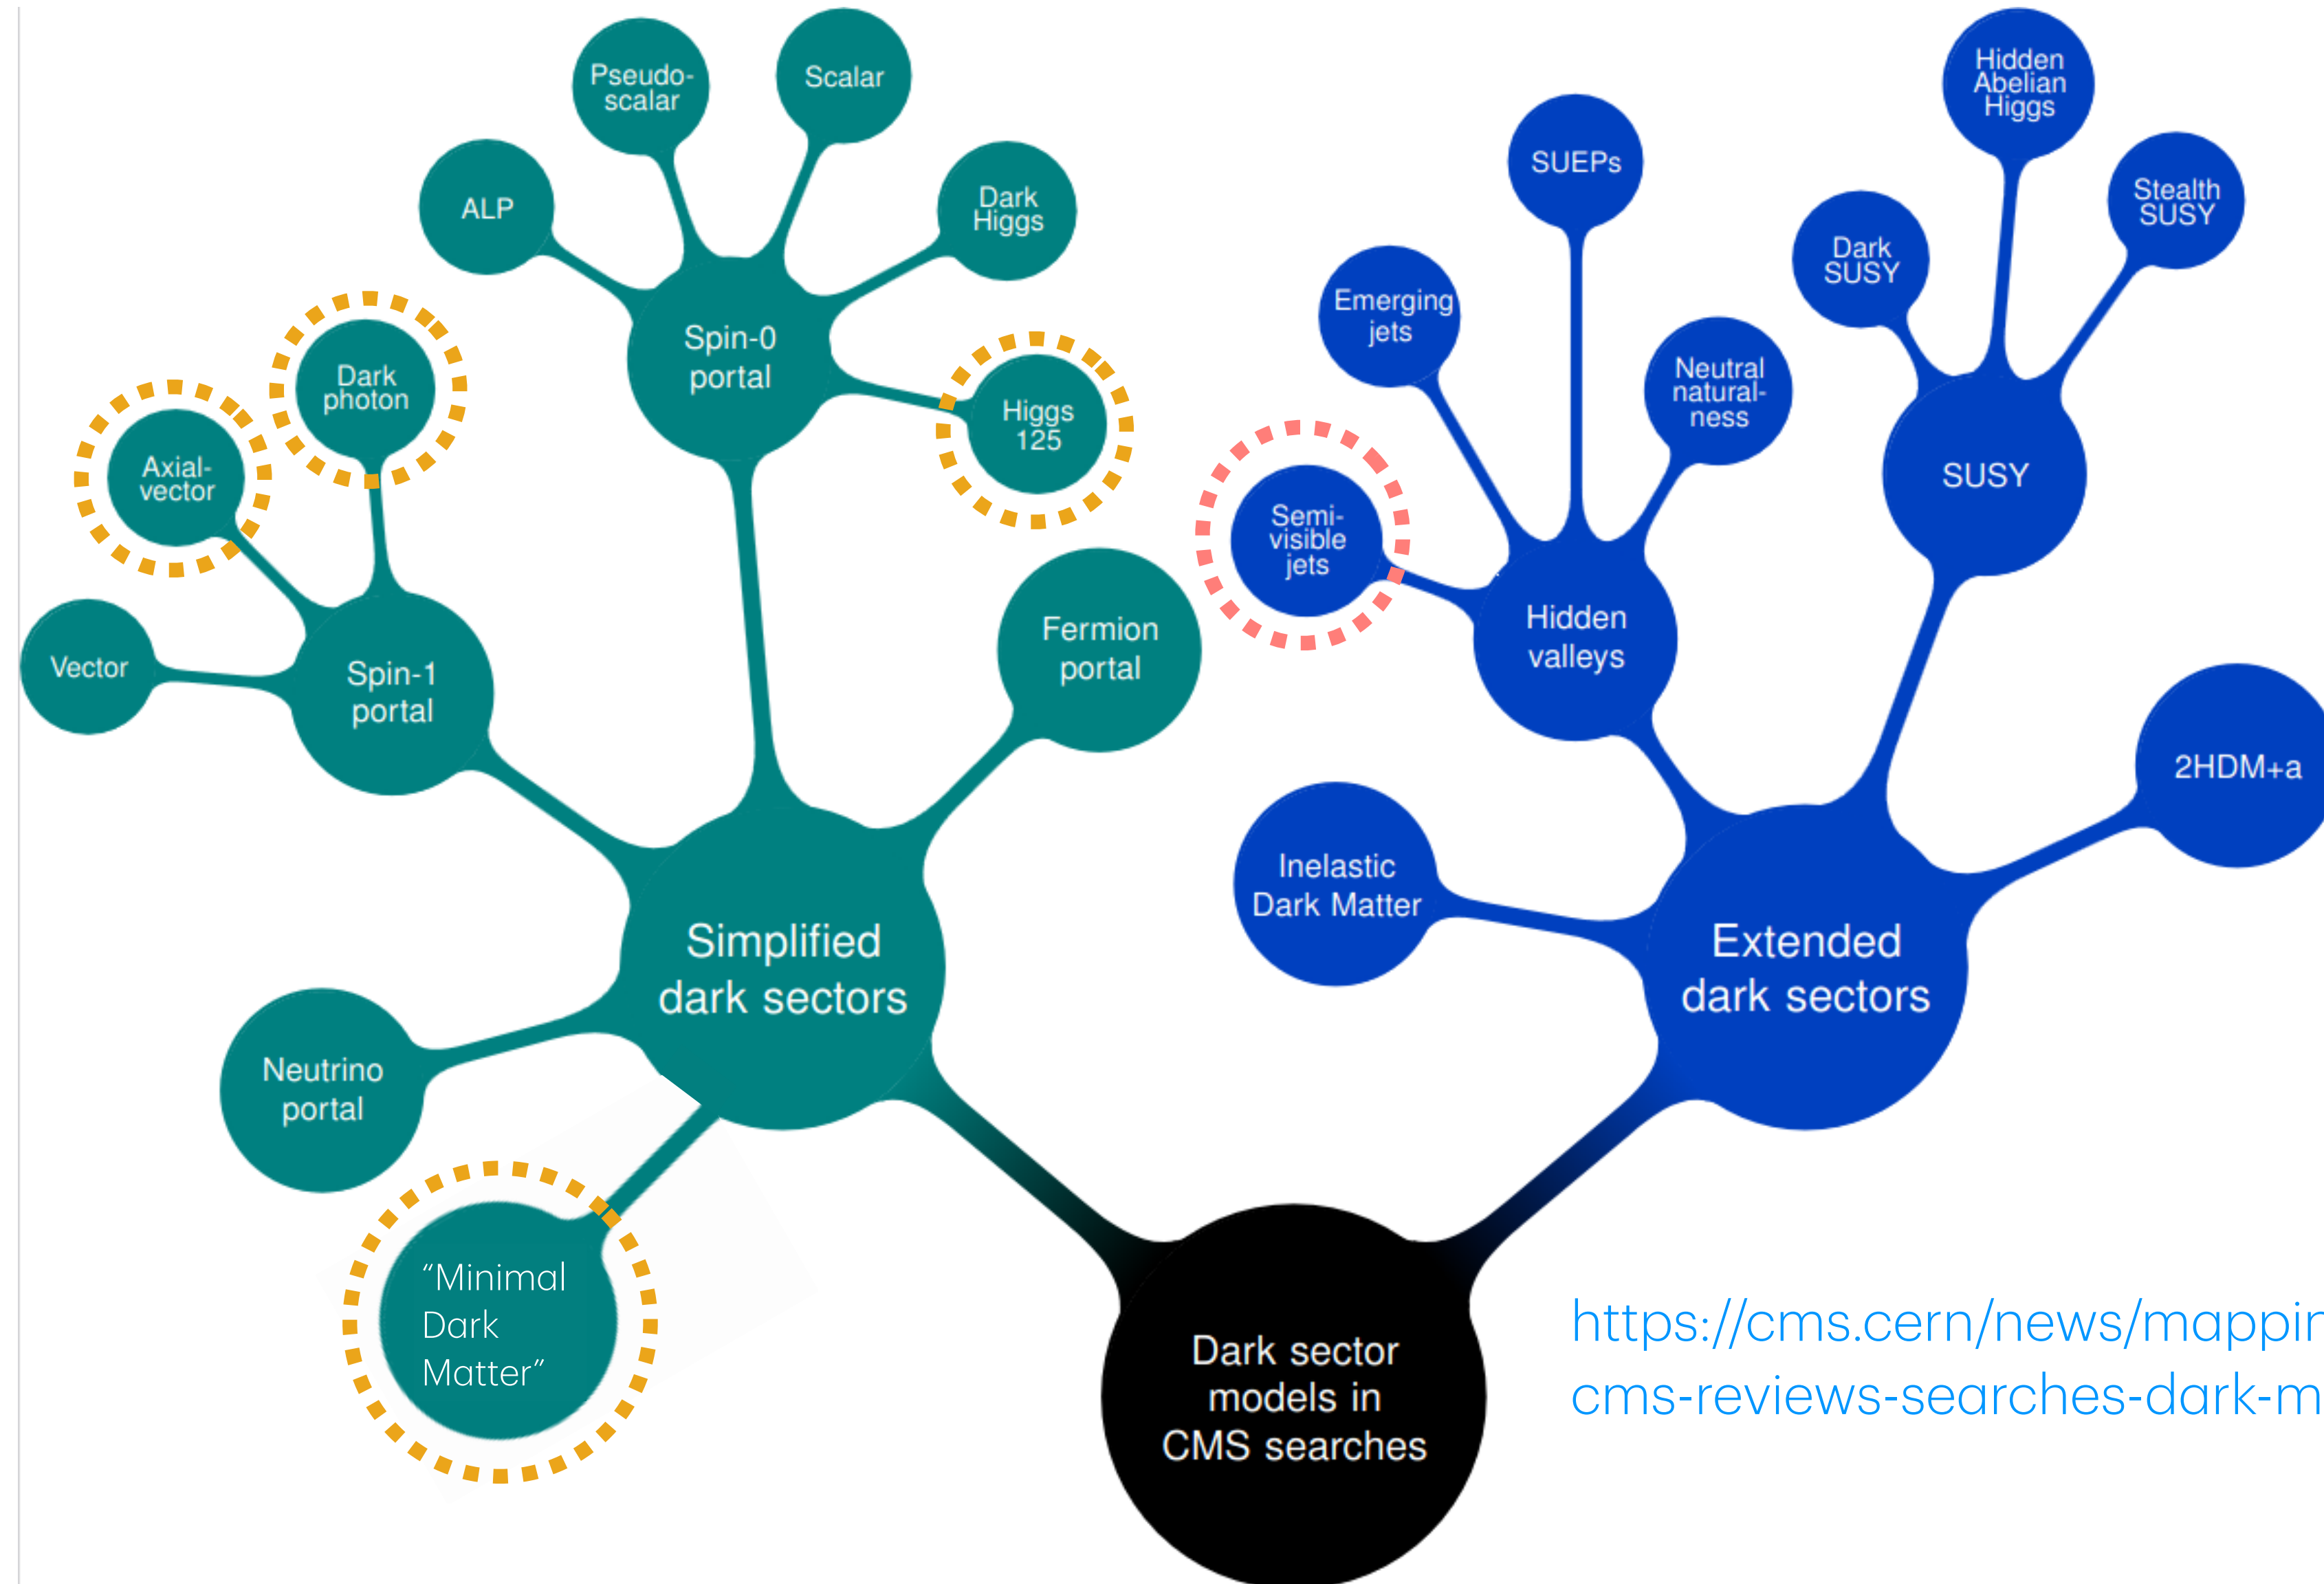 Pseudo-
scalar
Scalar
Hidden
Abelian
Higgs
SUEPs
ALP
Dark
Higgs
Stealth
SUSY
Dark
SUSY
Emerging
jets
Spin-0
portal
Dark
photon
Neutral
natural-
ness
Higgs
125
Axial-
vector
SUSY
Semi-
visible
jets
Fermion
portal
Hidden
valleys
Vector
Spin-1
portal
2HDM+a
Inelastic
Dark Matter
Simplified
dark sectors
Extended
dark sectors
Neutrino
portal
“Minimal
Dark
Matter”
Dark sector
models in
CMS searches
https://cms.cern/news/mappin
cms-reviews-searches-dark-m